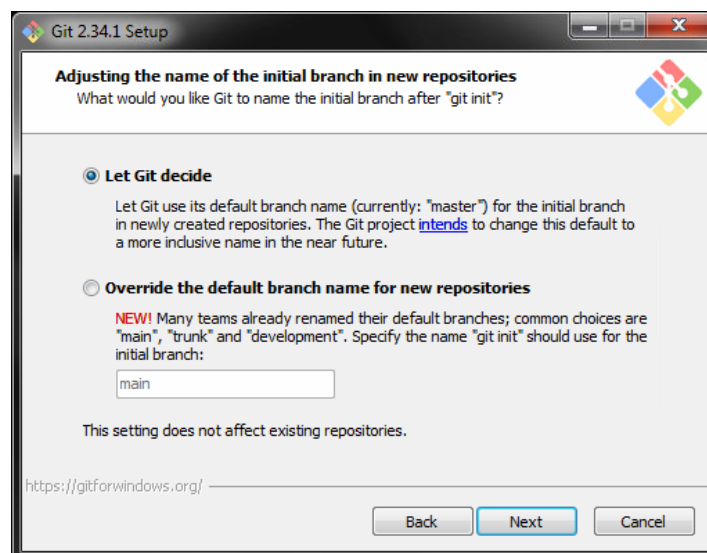 Git 2.34.1 Setup
Adjusting the name of the initial branch in new repositories
What would you like Git to name the initial branch after "git init"?
Let Git decide
Let Git use its default branch name (currently: "master") for the initial branch
in newly created repositories. The Git project intends to change this default to
a more inclusive name in the near future.
Override the default branch name for new repositories
NEW! Many teams already renamed their default branches; common choices are
"main", "trunk" and "development". Specify the name "git init" should use for the
initial branch:
main
This setting does not affect existing repositories.
https://gitforwindows.org/
Back Next Cancel